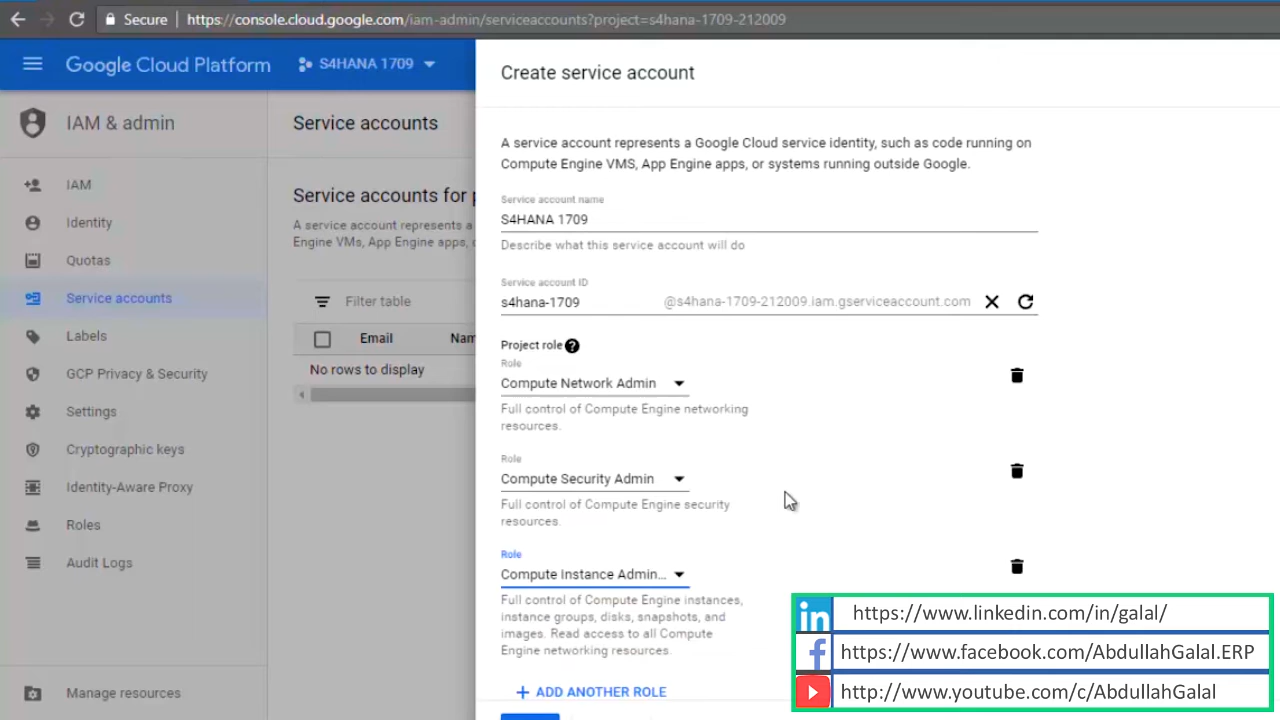 Secure https://console.cloud.google.com/iam-admin/serviceaccounts?project=s4hana-1709-212009
Google Cloud Platform
S4HANA 1709
IAM & admin
IAM
Identity
Quotas
Service accounts
Labels
GCP Privacy & Security
Settings
Cryptographic keys
Identity-Aware Proxy
Roles
Audit Logs
Manage resources
Service accounts
Service accounts for p
A service account represents a
Engine VMs, App Engine apps,
Filter table
Email Nam
No rows to display
Create service account
A service account represents a Google Cloud service identity, such as code running on
Compute Engine VMS, App Engine apps, or systems running outside Google.
Service account name
S4HANA 1709
Describe what this service account will do
Service account ID
s4hana-1709 @s4hana-1709-212009.iam.gserviceaccount.com
Project role ?
Role
Compute Network Admin
Full control of Compute Engine networking
resources.
Role
Compute Security Admin
Full control of Compute Engine security
resources.
Role
Compute Instance Admin...
Full control of Compute Engine instances,
instance groups, disks, snapshots, and
images. Read access to all Compute
Engine networking resources.
+ ADD ANOTHER ROLE
in https://www.linkedin.com/in/galal/
f https://www.facebook.com/AbdullahGalal.ERP
http://www.youtube.com/c/AbdullahGalal